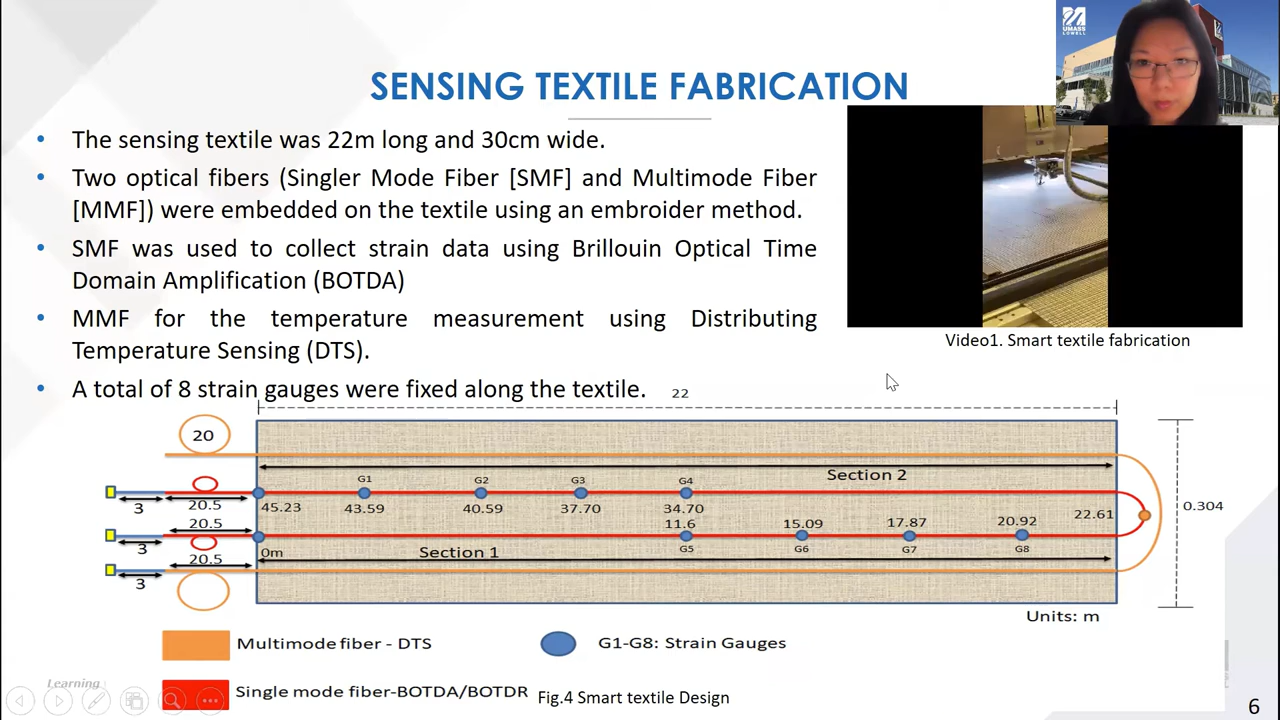 UMASS
LOWELL
SENSING TEXTILE FABRICATION
• The sensing textile was 22m long and 30cm wide.
• Two optical fibers (Singler Mode Fiber [SMF] and Multimode Fiber
[MMF]) were embedded on the textile using an embroider method.
• SMF was used to collect strain data using Brillouin Optical Time
Domain Amplification (BOTDA)
• MMF for the temperature measurement using Distributing
Temperature Sensing (DTS).
• A total of 8 strain gauges were fixed along the textile.
Video1. Smart textile fabrication
22
20
Section 2
G1 G2 G3 G4
3 20.5 45.23 43.59 40.59 37.70 34.70 22.61
0.304
20.5 11.6 15.09 17.87 20.92
3 0m Section 1 G5 G6 G7 G8
20.5
3
Units: m
Multimode fiber - DTS
G1-G8: Strain Gauges
Learning
Single mode fiber-BOTDA/BOTDR
Fig.4 Smart textile Design
6